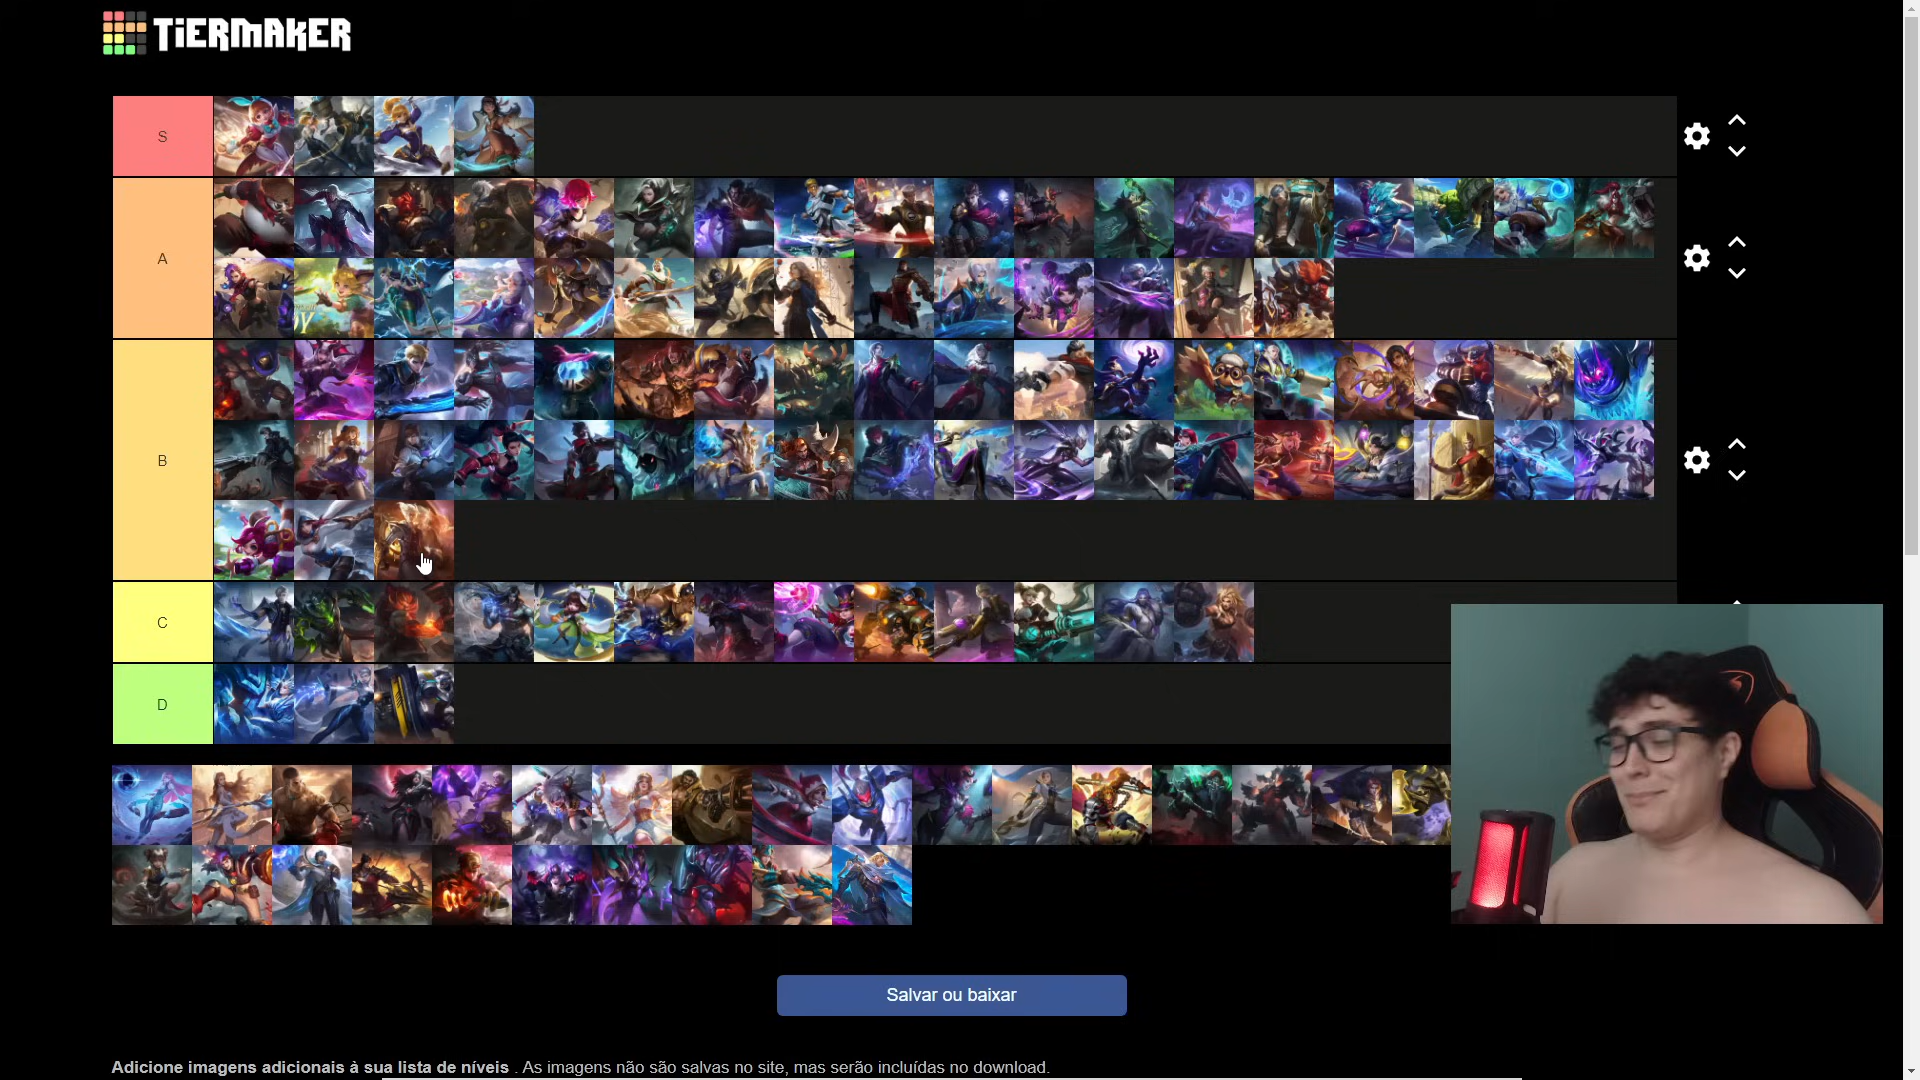 TiERMAKER
S
A
B
C
D
Salvar ou baixar
Adicione imagens adicionais à sua lista de níveis . As imagens não são salvas no site, mas serão incluídas no download.